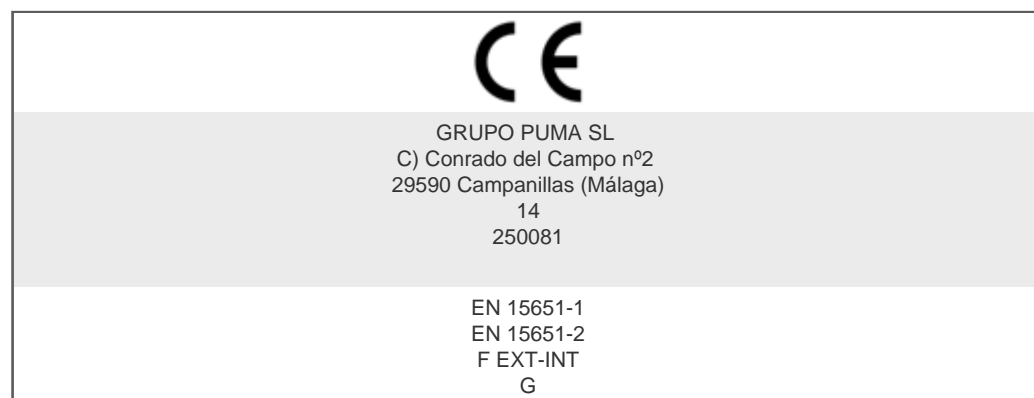 CE
GRUPO PUMA SL
C) Conrado del Campo nº2
29590 Campanillas (Málaga)
14
250081
EN 15651-1
EN 15651-2
F EXT-INT
G